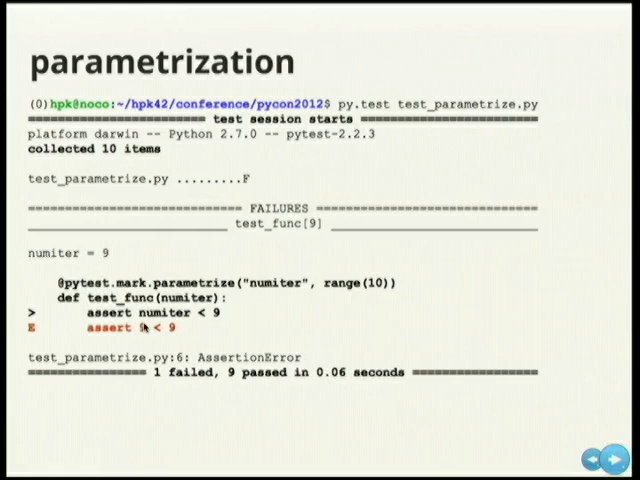 parametrization
(0)hpk@noco:~/hpk42/conference/pycon2012$ py.test test_parametrize.py
======================== test session starts ========================
platform darwin -- Python 2.7.0 -- pytest-2.2.3
collected 10 items
test_parametrize.py .........F
============================= FAILURES ==============================
___________________________ test_func[9] ____________________________
numiter = 9
@pytest.mark.parametrize("numiter", range(10))
def test_func(numiter):
> assert numiter < 9
E assert 9 < 9
test_parametrize.py:6: AssertionError
================ 1 failed, 9 passed in 0.06 seconds =================